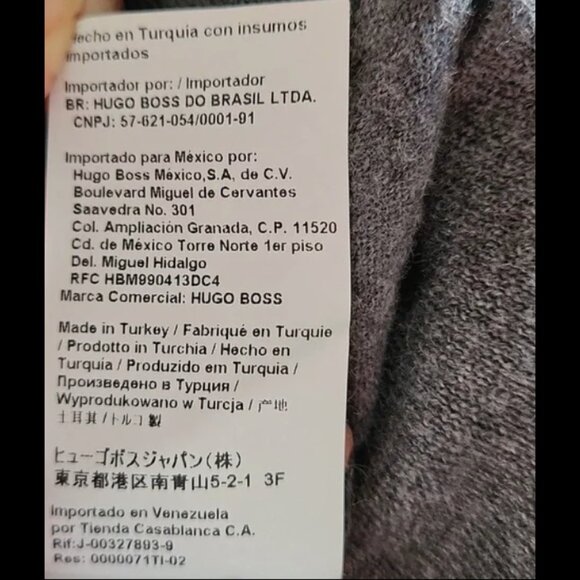 Hecho en Turquia con insumos
importados
Importador por: / Importador
BR: HUGO BOSS DO BRASIL LTDA.
CNPJ: 57-621-054/0001-91
Importado para México por:
Hugo Boss México,S.A, de C.V.
Boulevard Miguel de Cervantes
Saavedra No. 301
Col. Ampliación Granada, C.P. 11520
Cd. de México Torre Norte 1er piso
Del. Miguel Hidalgo
RFC HBM990413DC4
Marca Comercial: HUGO BOSS
Made in Turkey / Fabriqué en Turquie
/ Prodotto in Turchia / Hecho en
Turquía / Produzido em Turquia /
Произведено в Турции /
Wyprodukowano w Turcja / 产地
土耳其 / トルコ 製
ヒューゴボスジャパン(株)
東京都港区南青山5-2-1 3F
Importado en Venezuela
por Tienda Casablanca C.A.
Rif:J-00327893-9
Res: 0000071TI-02